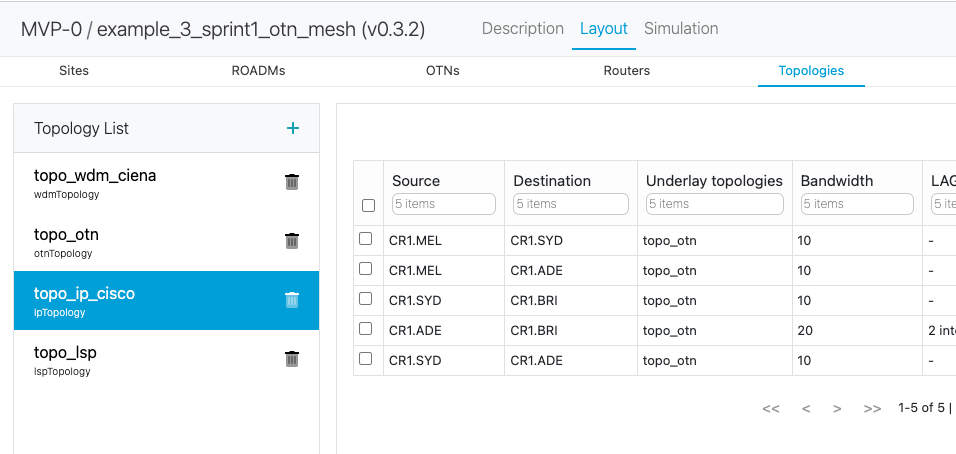 MVP-0 / example_3_sprint1_otn_mesh (v0.3.2) Description Layout Simulation
Sites ROADMs OTNs Routers Topologies
Topology List +
topo_wdm_ciena
wdmTopology
topo_otn
otnTopology
topo_ip_cisco
IpTopology
topo_lsp
lspTopology
Source Destination Underlay topologies Bandwidth LAG
5 items 5 items 5 items 5 items 5 ite
CR1.MEL CR1.SYD topo_otn 10 -
CR1.MEL CR1.ADE topo_otn 10 -
CR1.SYD CR1.BRI topo_otn 10 -
CR1.ADE CR1.BRI topo_otn 20 2 inte
CR1.SYD CR1.ADE topo_otn 10 -
<< < > >> 1-5 of 5 |